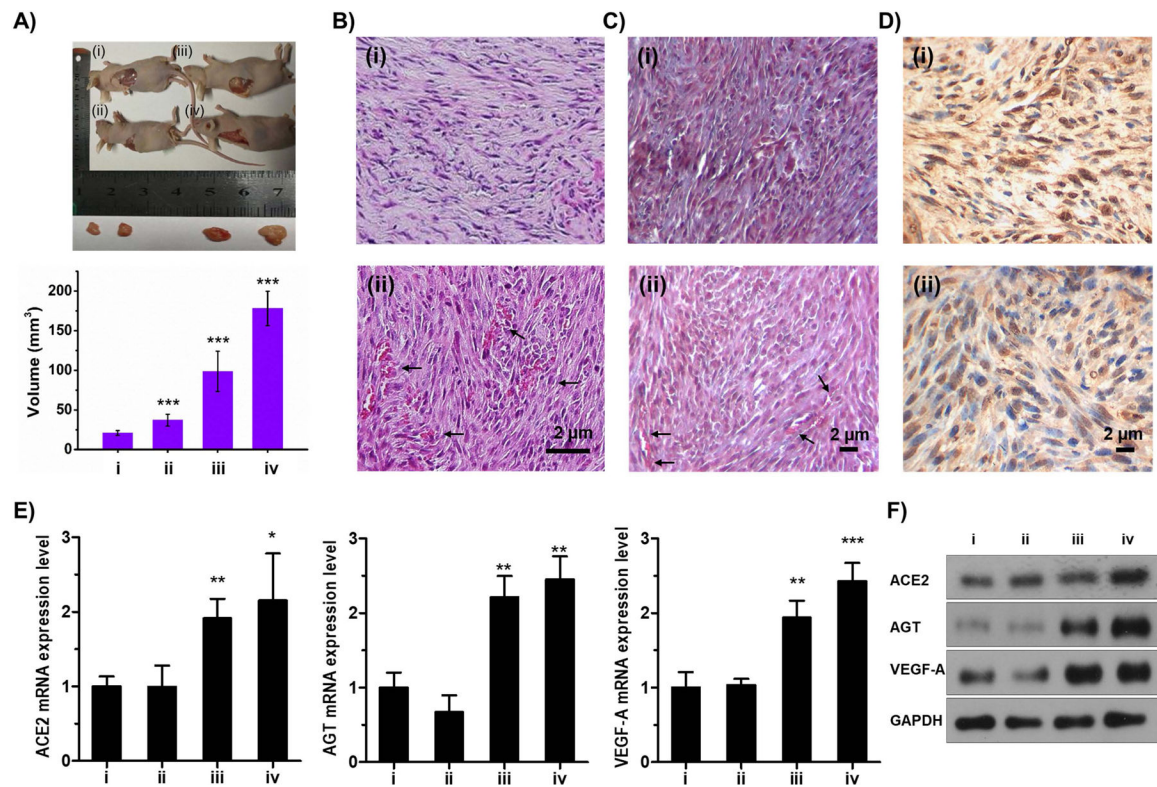 A)
B)
C)
D)
(i)
(iii)
(ii)
(iv)
1 2 3 4 5 6 7
(i)
(i)
(i)
(ii)
(ii)
(ii)
2 µm
2 µm
2 µm
Volume (mm³)
200
150
100
50
0
***
***
***
i ii iii iv
E)
ACE2 mRNA expression level
3
2
1
0
**
*
i ii iii iv
AGT mRNA expression level
3
2
1
0
**
**
i ii iii iv
VEGF-A mRNA expression level
3
2
1
0
**
***
i ii iii iv
F)
i ii iii iv
ACE2
AGT
VEGF-A
GAPDH